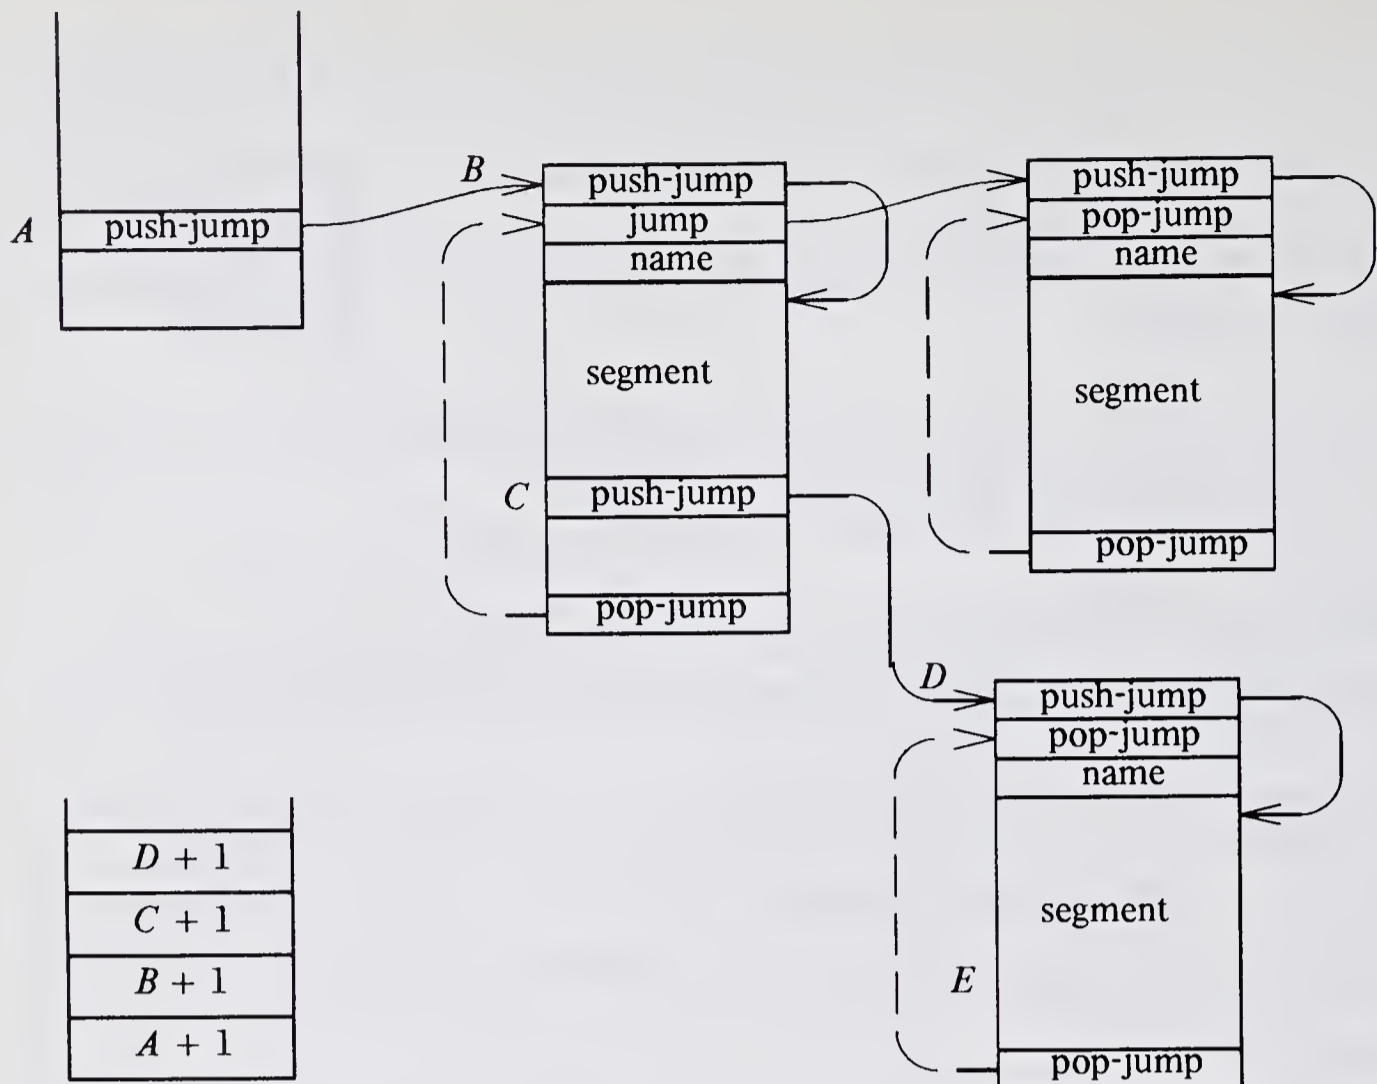 A
push-jump
B
push-jump
jump
name
segment
C
push-jump
pop-jump
push-jump
pop-jump
name
segment
pop-jump
D
push-jump
pop-jump
name
segment
E
pop-jump
D + 1
C + 1
B + 1
A + 1